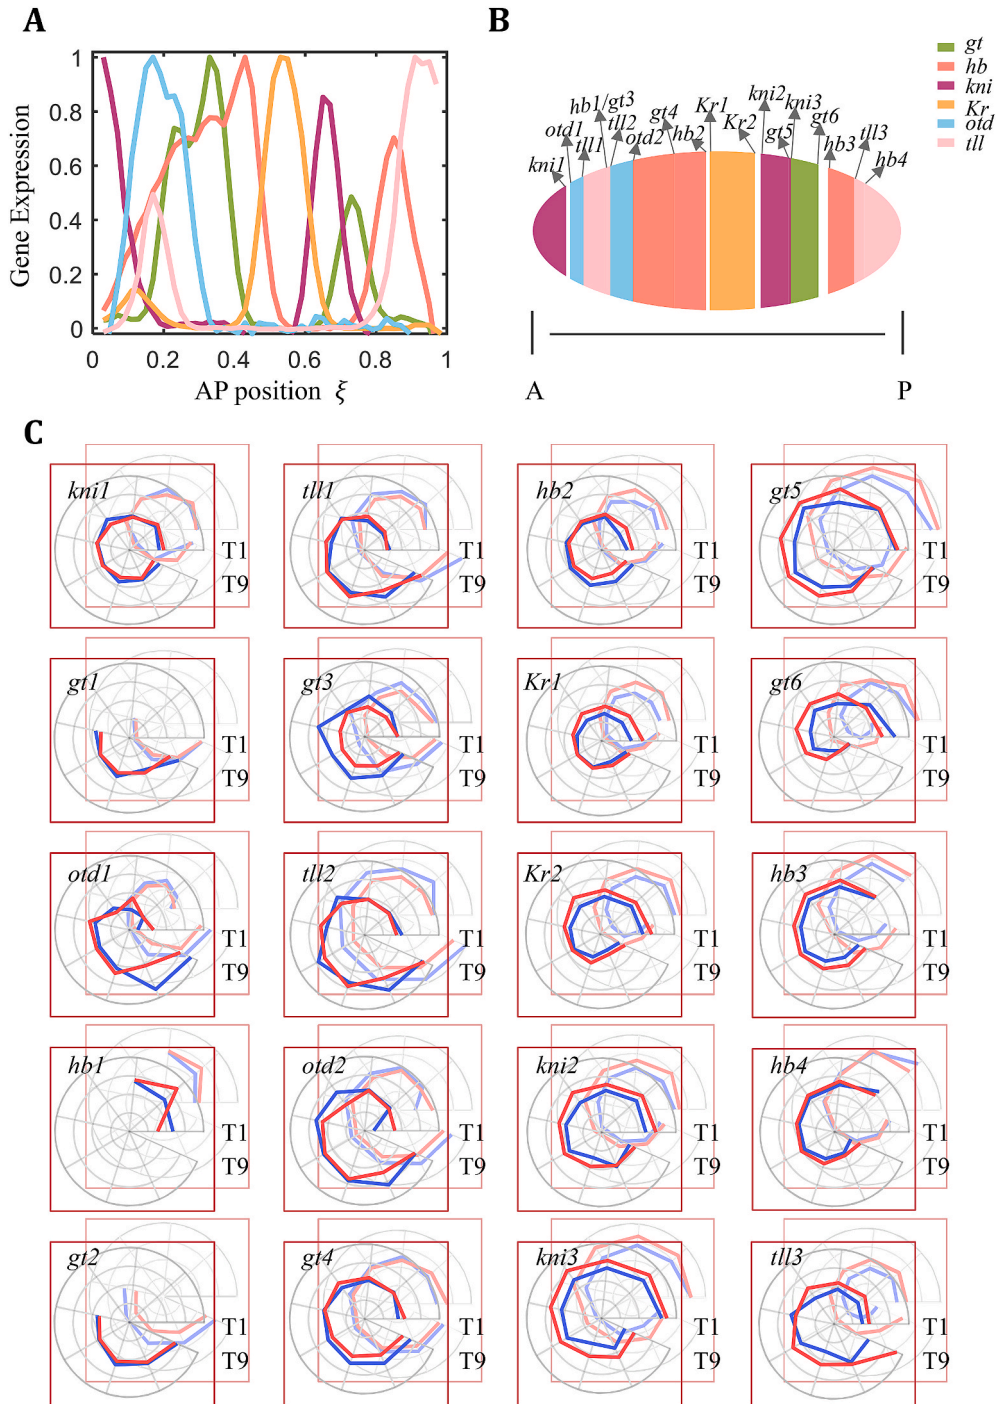 A
Gene Expression
1
0.8
0.6
0.4
0.2
0
0 0.2 0.4 0.6 0.8 1
AP position ξ
B
gt
hb
kni
Kr
otd
tll
kni1
otd1
tll1
hb1/gt3
tll2
otd2
gt4
hb2
Kr1
Kr2
kni2
gt5
kni3
gt6
hb3
tll3
hb4
A P
C
kni1 T1 T9
tll1 T1 T9
hb2 T1 T9
gt5 T1 T9
gt1 T1 T9
gt3 T1 T9
Kr1 T1 T9
gt6 T1 T9
otd1 T1 T9
tll2 T1 T9
Kr2 T1 T9
hb3 T1 T9
hb1 T1 T9
otd2 T1 T9
kni2 T1 T9
hb4 T1 T9
gt2 T1 T9
gt4 T1 T9
kni3 T1 T9
tll3 T1 T9